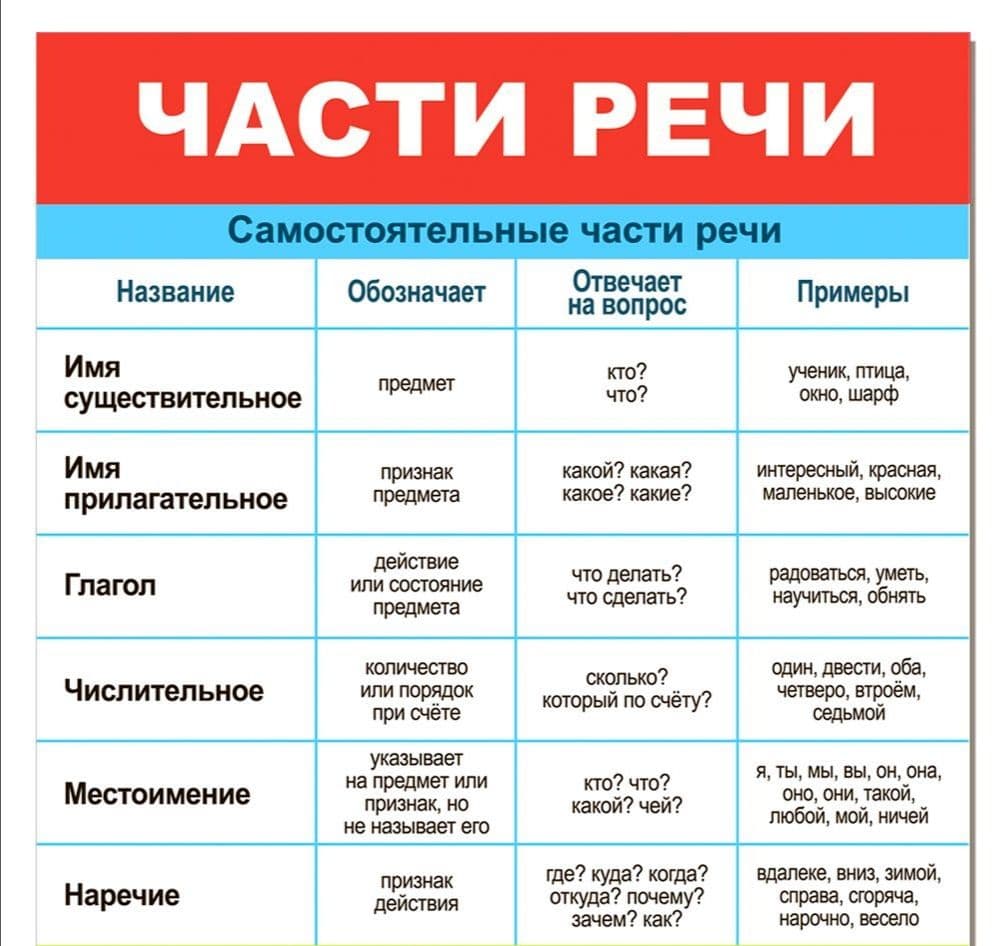 ЧАСТИ РЕЧИ
Самостоятельные части речи
Название
Обозначает
Отвечает
на вопрос
Примеры
Имя
существительное
предмет
кто?
что?
ученик, птица,
окно, шарф
Имя
прилагательное
признак
предмета
какой? какая?
какое? какие?
интересный, красная,
маленькое, высокие
Глагол
действие
или состояние
предмета
что делать?
что сделать?
радоваться, уметь,
научиться, обнять
Числительное
количество
или порядок
при счёте
сколько?
который по счёту?
один, двести, оба,
четверо, втроём,
седьмой
Местоимение
указывает
на предмет или
признак, но
не называет его
кто? что?
какой? чей?
я, ты, мы, вы, он, она,
оно, они, такой,
любой, мой, ничей
Наречие
признак
действия
где? куда? когда?
откуда? почему?
зачем? как?
вдалеке, вниз, зимой,
справа, сгоряча,
нарочно, весело